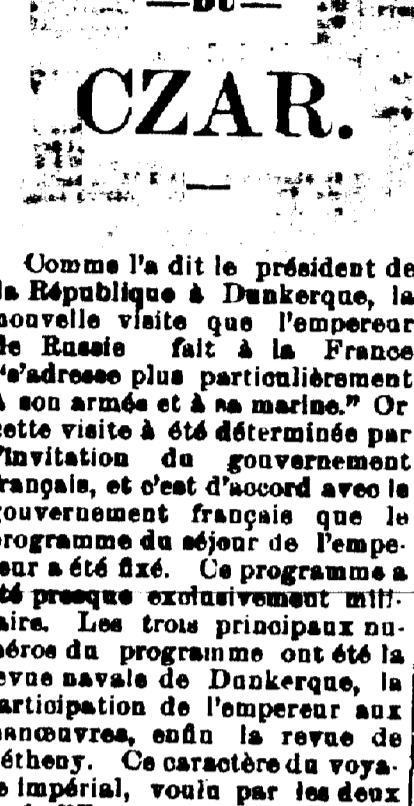 —DU—
CZAR.
Comme l'a dit le président de
la République à Dunkerque, la
nouvelle visite que l'empereur
de Russie fait à la France
"s'adresse plus particulièrement
à son armée et à sa marine." Or
cette visite à été déterminée par
l'invitation du gouvernement
français, et c'est d'accord avec le
gouvernement français que le
programme du séjour de l'empe-
reur a été fixé. Ce programme a
été presque exclusivement mili-
taire. Les trois principaux nu-
méros du programme ont été la
revue navale de Dunkerque, la
participation de l'empereur aux
manœuvres, enfin la revue de
Bétheny. Ce caractère du voya-
ge impérial, voulu par les deux